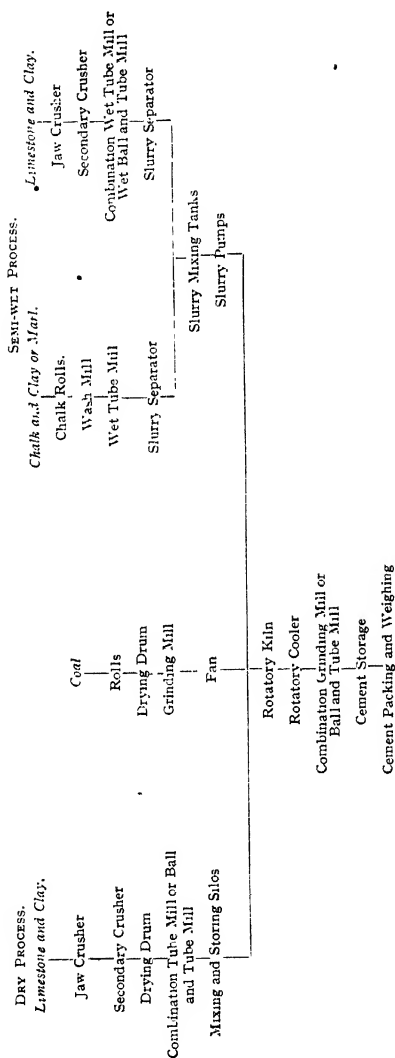 DRY PROCESS.
Limestone and Clay.
Jaw Crusher
Secondary Crusher
Drying Drum
Combination Tube Mill or Ball
and Tube Mill
Mixing and Storing Silos
Coal
Rolls
Drying Drum
Grinding Mill
Fan
SEMI-WET PROCESS.
Chalk and Clay or Marl.
Chalk Rolls.
Wash Mill
Wet Tube Mill
Slurry Separator
Limestone and Clay.
Jaw Crusher
Secondary Crusher
Combination Wet Tube Mill or
Wet Ball and Tube Mill
Slurry Separator
Slurry Mixing Tanks
Slurry Pumps
Rotatory Kiln
Rotatory Cooler
Combination Grinding Mill or
Ball and Tube Mill
Cement Storage
Cement Packing and Weighing